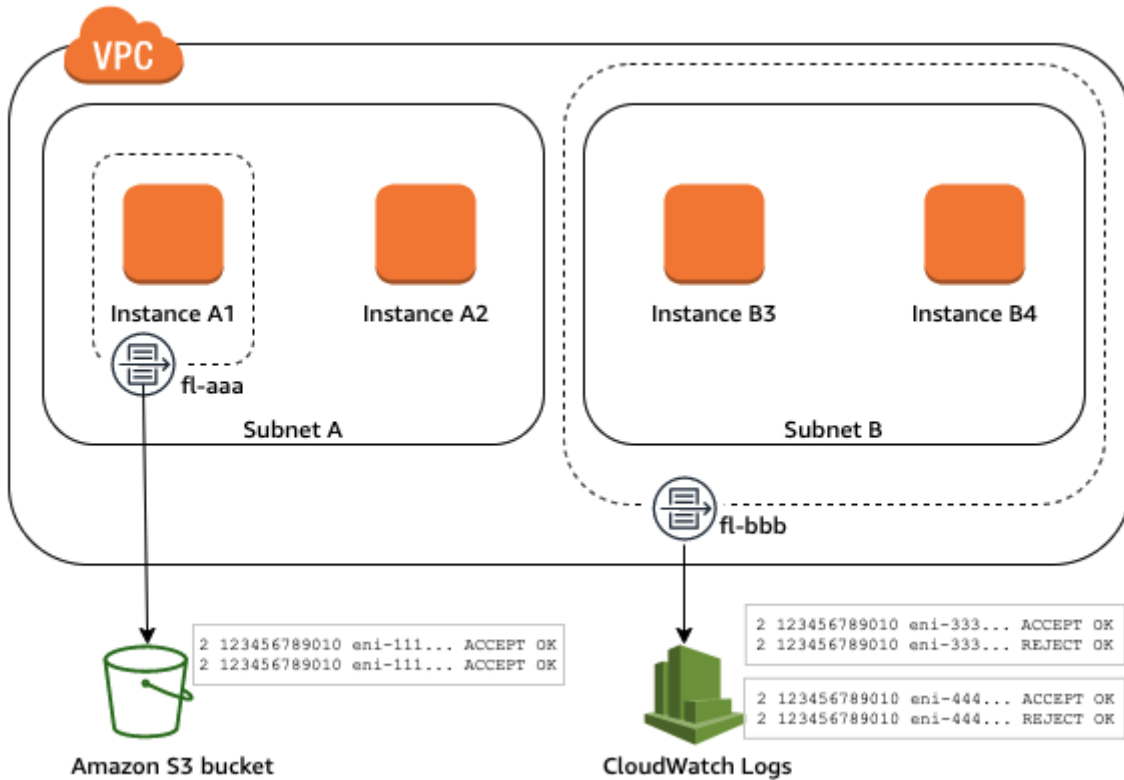 VPC
Instance A1
Instance A2
Instance B3
Instance B4
fl-aaa
Subnet A
Subnet B
fl-bbb
2 123456789010 eni-111... ACCEPT OK
2 123456789010 eni-111... ACCEPT OK
2 123456789010 eni-333... ACCEPT OK
2 123456789010 eni-333... REJECT OK
2 123456789010 eni-444... ACCEPT OK
2 123456789010 eni-444... REJECT OK
Amazon S3 bucket
CloudWatch Logs